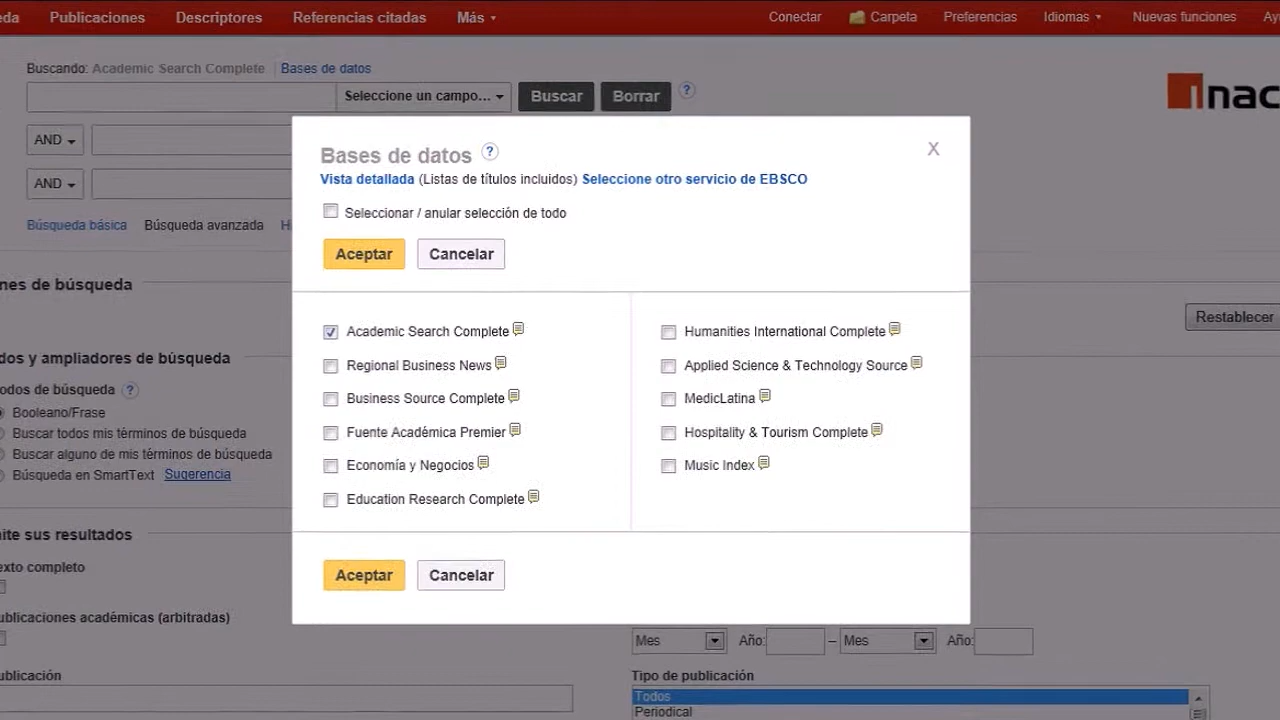 eda Publicaciones Descriptores Referencias citadas Más Conectar Carpeta Preferencias Idiomas Nuevas funciones Ay
Buscando: Academic Search Complete Bases de datos
Seleccione un campo... Buscar Borrar ?
inac
AND
AND
Búsqueda básica Búsqueda avanzada Hi
Bases de datos ? X
Vista detallada (Listas de títulos incluidos) Seleccione otro servicio de EBSCO
Seleccionar / anular selección de todo
Aceptar Cancelar
Academic Search Complete
Regional Business News
Business Source Complete
Fuente Académica Premier
Economía y Negocios
Education Research Complete
Humanities International Complete
Applied Science & Technology Source
MedicLatina
Hospitality & Tourism Complete
Music Index
Aceptar Cancelar
nes de búsqueda
Restablecer
dos y ampliadores de búsqueda
odos de búsqueda ?
Booleano/Frase
Buscar todos mis términos de búsqueda
Buscar alguno de mis términos de búsqueda
Búsqueda en SmartText Sugerencia
ite sus resultados
exto completo
ublicaciones académicas (arbitradas)
Mes Año: – Mes Año:
ublicación
Tipo de publicación
Todos
Periodical